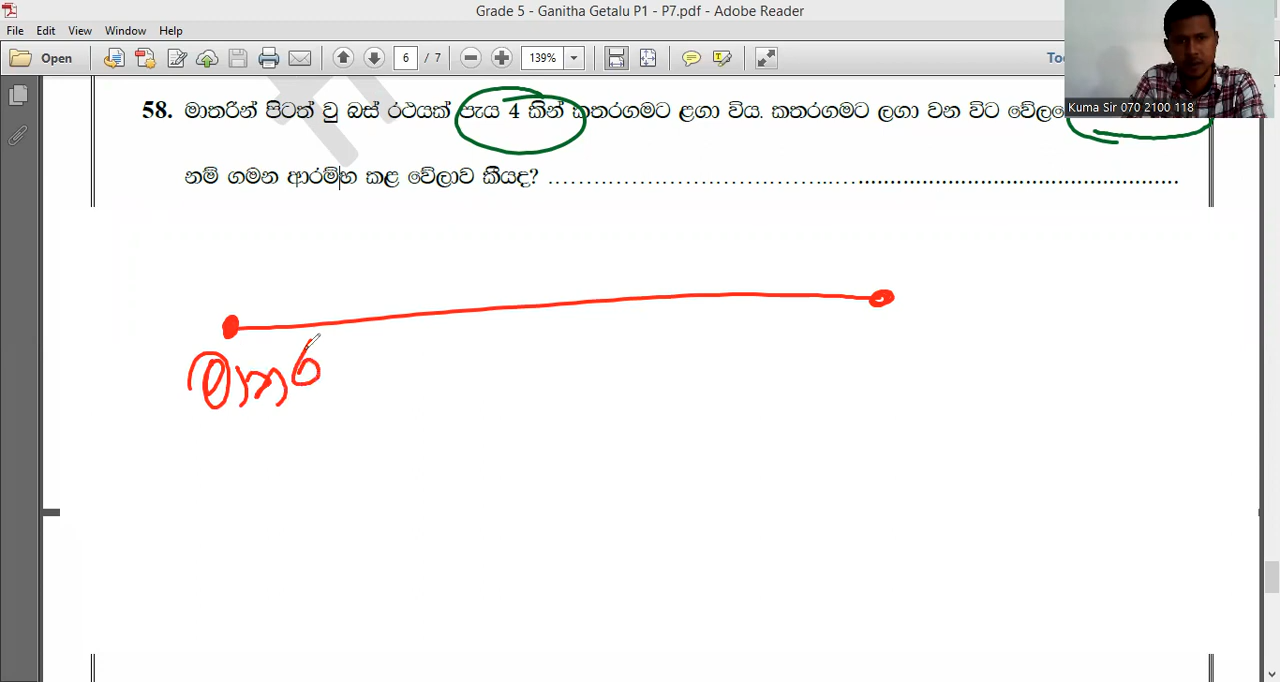 Grade 5 - Ganitha Getalu P1 - P7.pdf - Adobe Reader
File Edit View Window Help
Open 6 / 7 139%
Kuma Sir 070 2100 118
58. මාතරින් පිටත් වු බස් රථයක් පැය 4 කින් කතරගමට ළගා විය. කතරගමට ලගා වන විට
නම් ගමන ආරම්භ කළ වේලාව කීයද? ................................................
මාතර